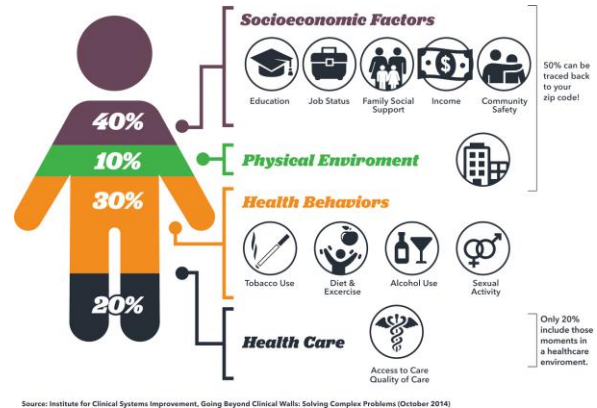 Socioeconomic Factors
Education
Job Status
Family Social
Support
Income
Community
Safety
50% can be
traced back
to your
zip code!
40%
10%
Physical Enviroment
30%
Health Behaviors
Tobacco Use
Diet &
Excercise
Alcohol Use
Sexual
Activity
20%
Health Care
Access to Care
Quality of Care
Only 20%
include those
moments in
a healthcare
enviroment.
Source: Institute for Clinical Systems Improvement, Going Beyond Clinical Walls: Solving Complex Problems (October 2014)